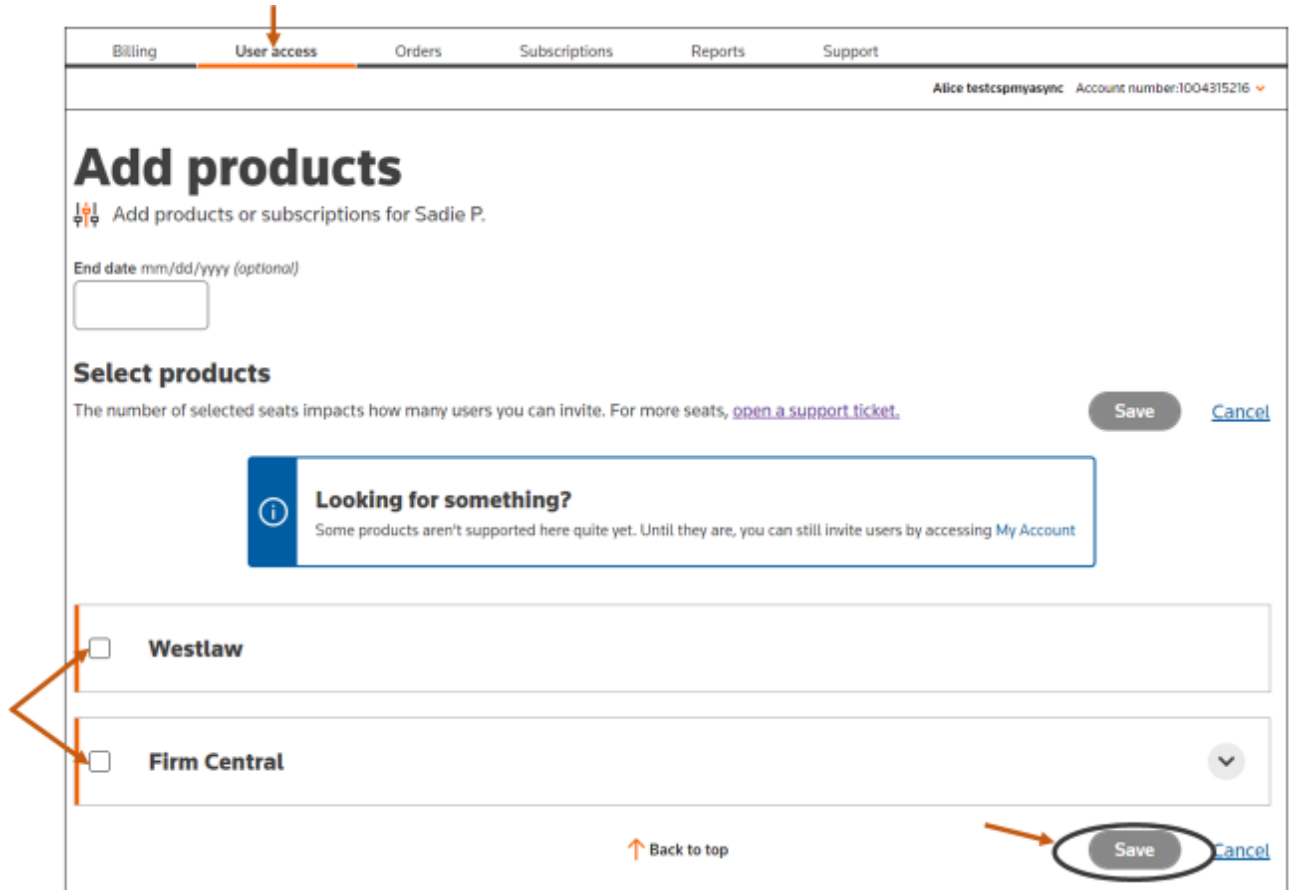 Billing User access Orders Subscriptions Reports Support
Alice testcspmyasync Account number:1004315216
Add products
Add products or subscriptions for Sadie P.
End date mm/dd/yyyy (optional)
Select products
The number of selected seats impacts how many users you can invite. For more seats, open a support ticket.
Save Cancel
Looking for something?
Some products aren't supported here quite yet. Until they are, you can still invite users by accessing My Account
Westlaw
Firm Central
Back to top
Save Cancel